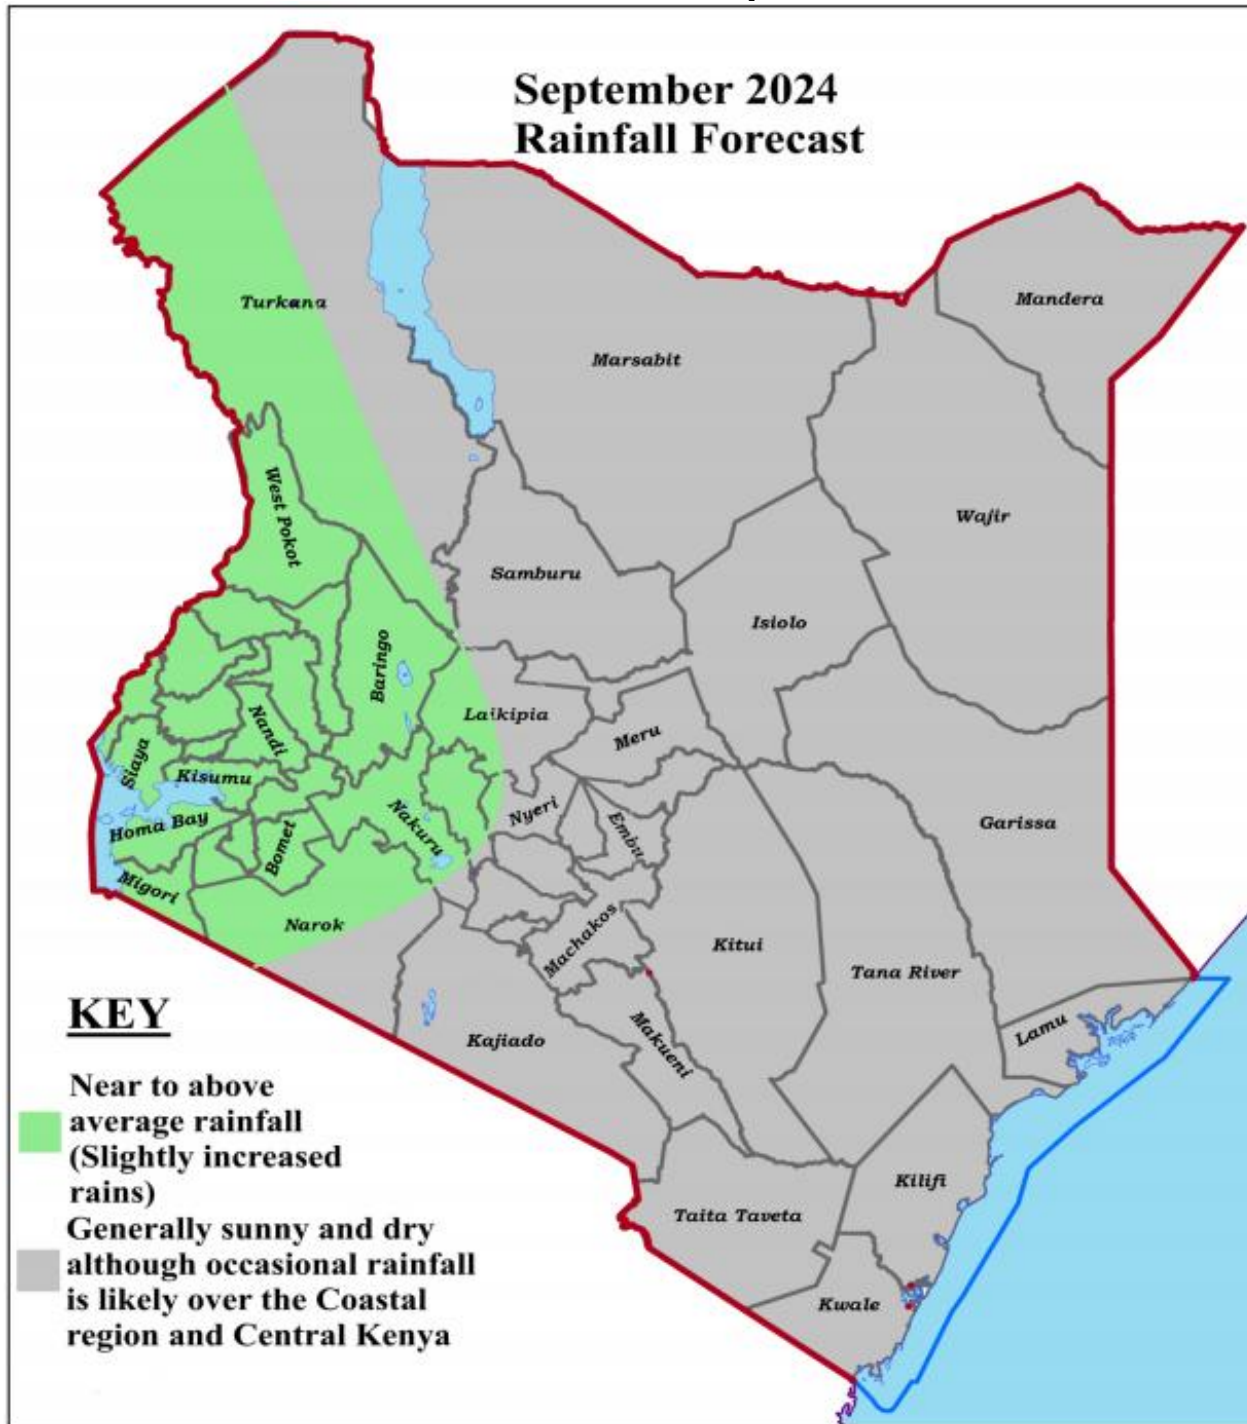 September 2024
Rainfall Forecast
Turkana
Mandera
Marsabit
West Pokot
Wajir
Samburu
Isiolo
Baringo
Laikipia
Nandi
Meru
Siaya
Kisumu
Nyeri
Nakuru
Homa Bay
Embu
Garissa
Bomet
Migori
Narok
Machakos
Kitui
Tana River
Lamu
Kajiado
Makueni
Kilifi
Taita Taveta
Kwale
KEY
Near to above
average rainfall
(Slightly increased
rains)
Generally sunny and dry
although occasional rainfall
is likely over the Coastal
region and Central Kenya